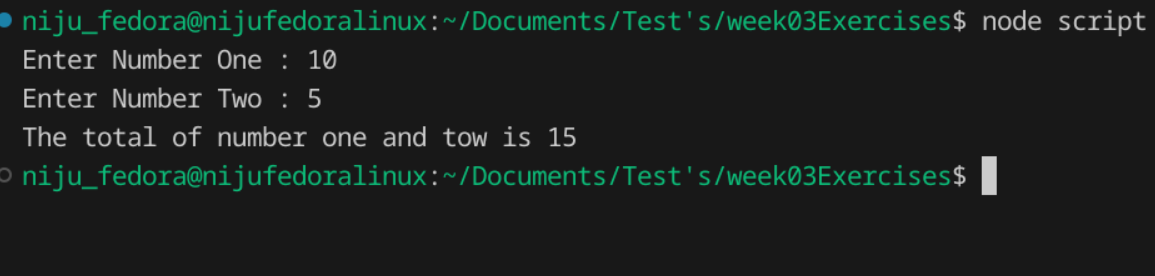 niju_fedora@nijufedoralinux:~/Documents/Test's/week03Exercises$ node script
Enter Number One : 10
Enter Number Two : 5
The total of number one and tow is 15
niju_fedora@nijufedoralinux:~/Documents/Test's/week03Exercises$